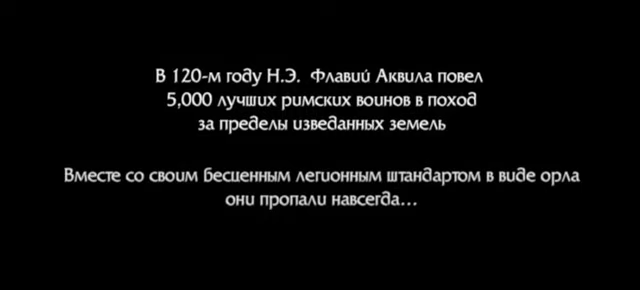 В 120-м году Н.Э. Флавий Аквила повел
5,000 лучших римских воинов в поход
за пределы изведанных земель
Вместе со своим бесценным легионным штандартом в виде орла
они пропали навсегда...